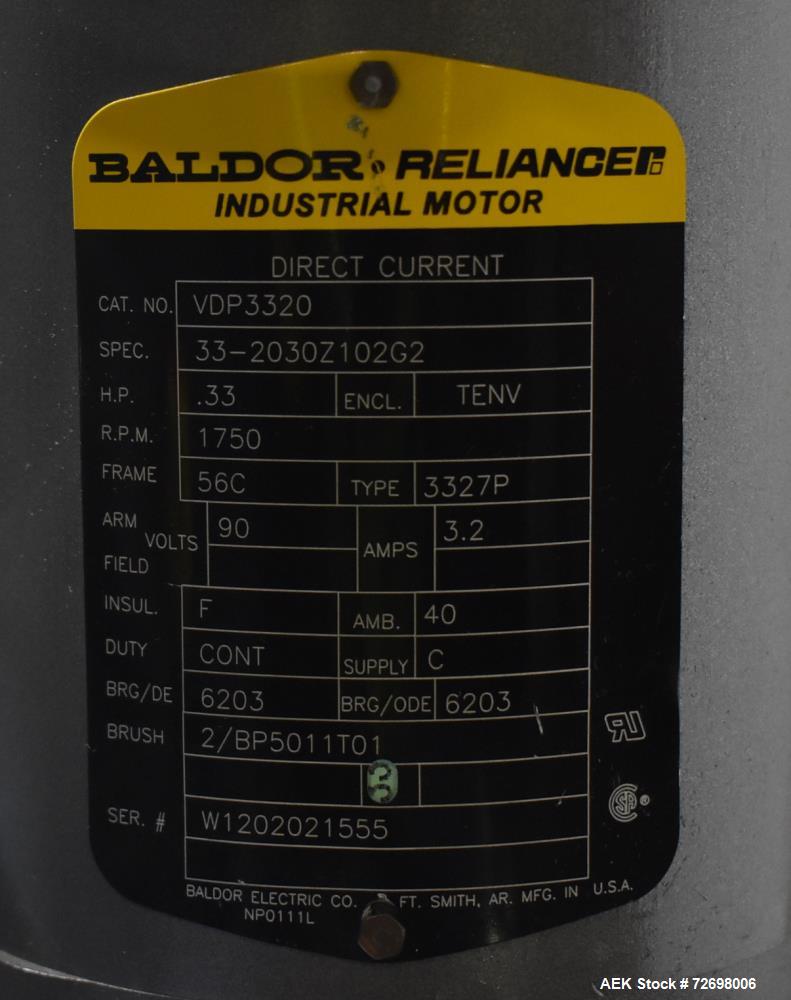 BALDOR • RELIANCER
INDUSTRIAL MOTOR
DIRECT CURRENT
CAT. NO. VDP3320
SPEC. 33-2030Z102G2
H.P. .33 ENCL. TENV
R.P.M. 1750
FRAME 56C TYPE 3327P
ARM VOLTS 90 AMPS 3.2
FIELD
INSUL. F AMB. 40
DUTY CONT SUPPLY C
BRG/DE 6203 BRG/ODE 6203
BRUSH 2/BP5011T01
3
SER. # W1202021555
BALDOR ELECTRIC CO. FT. SMITH, AR. MFG. IN U.S.A.
NP0111L
AEK Stock # 72698006